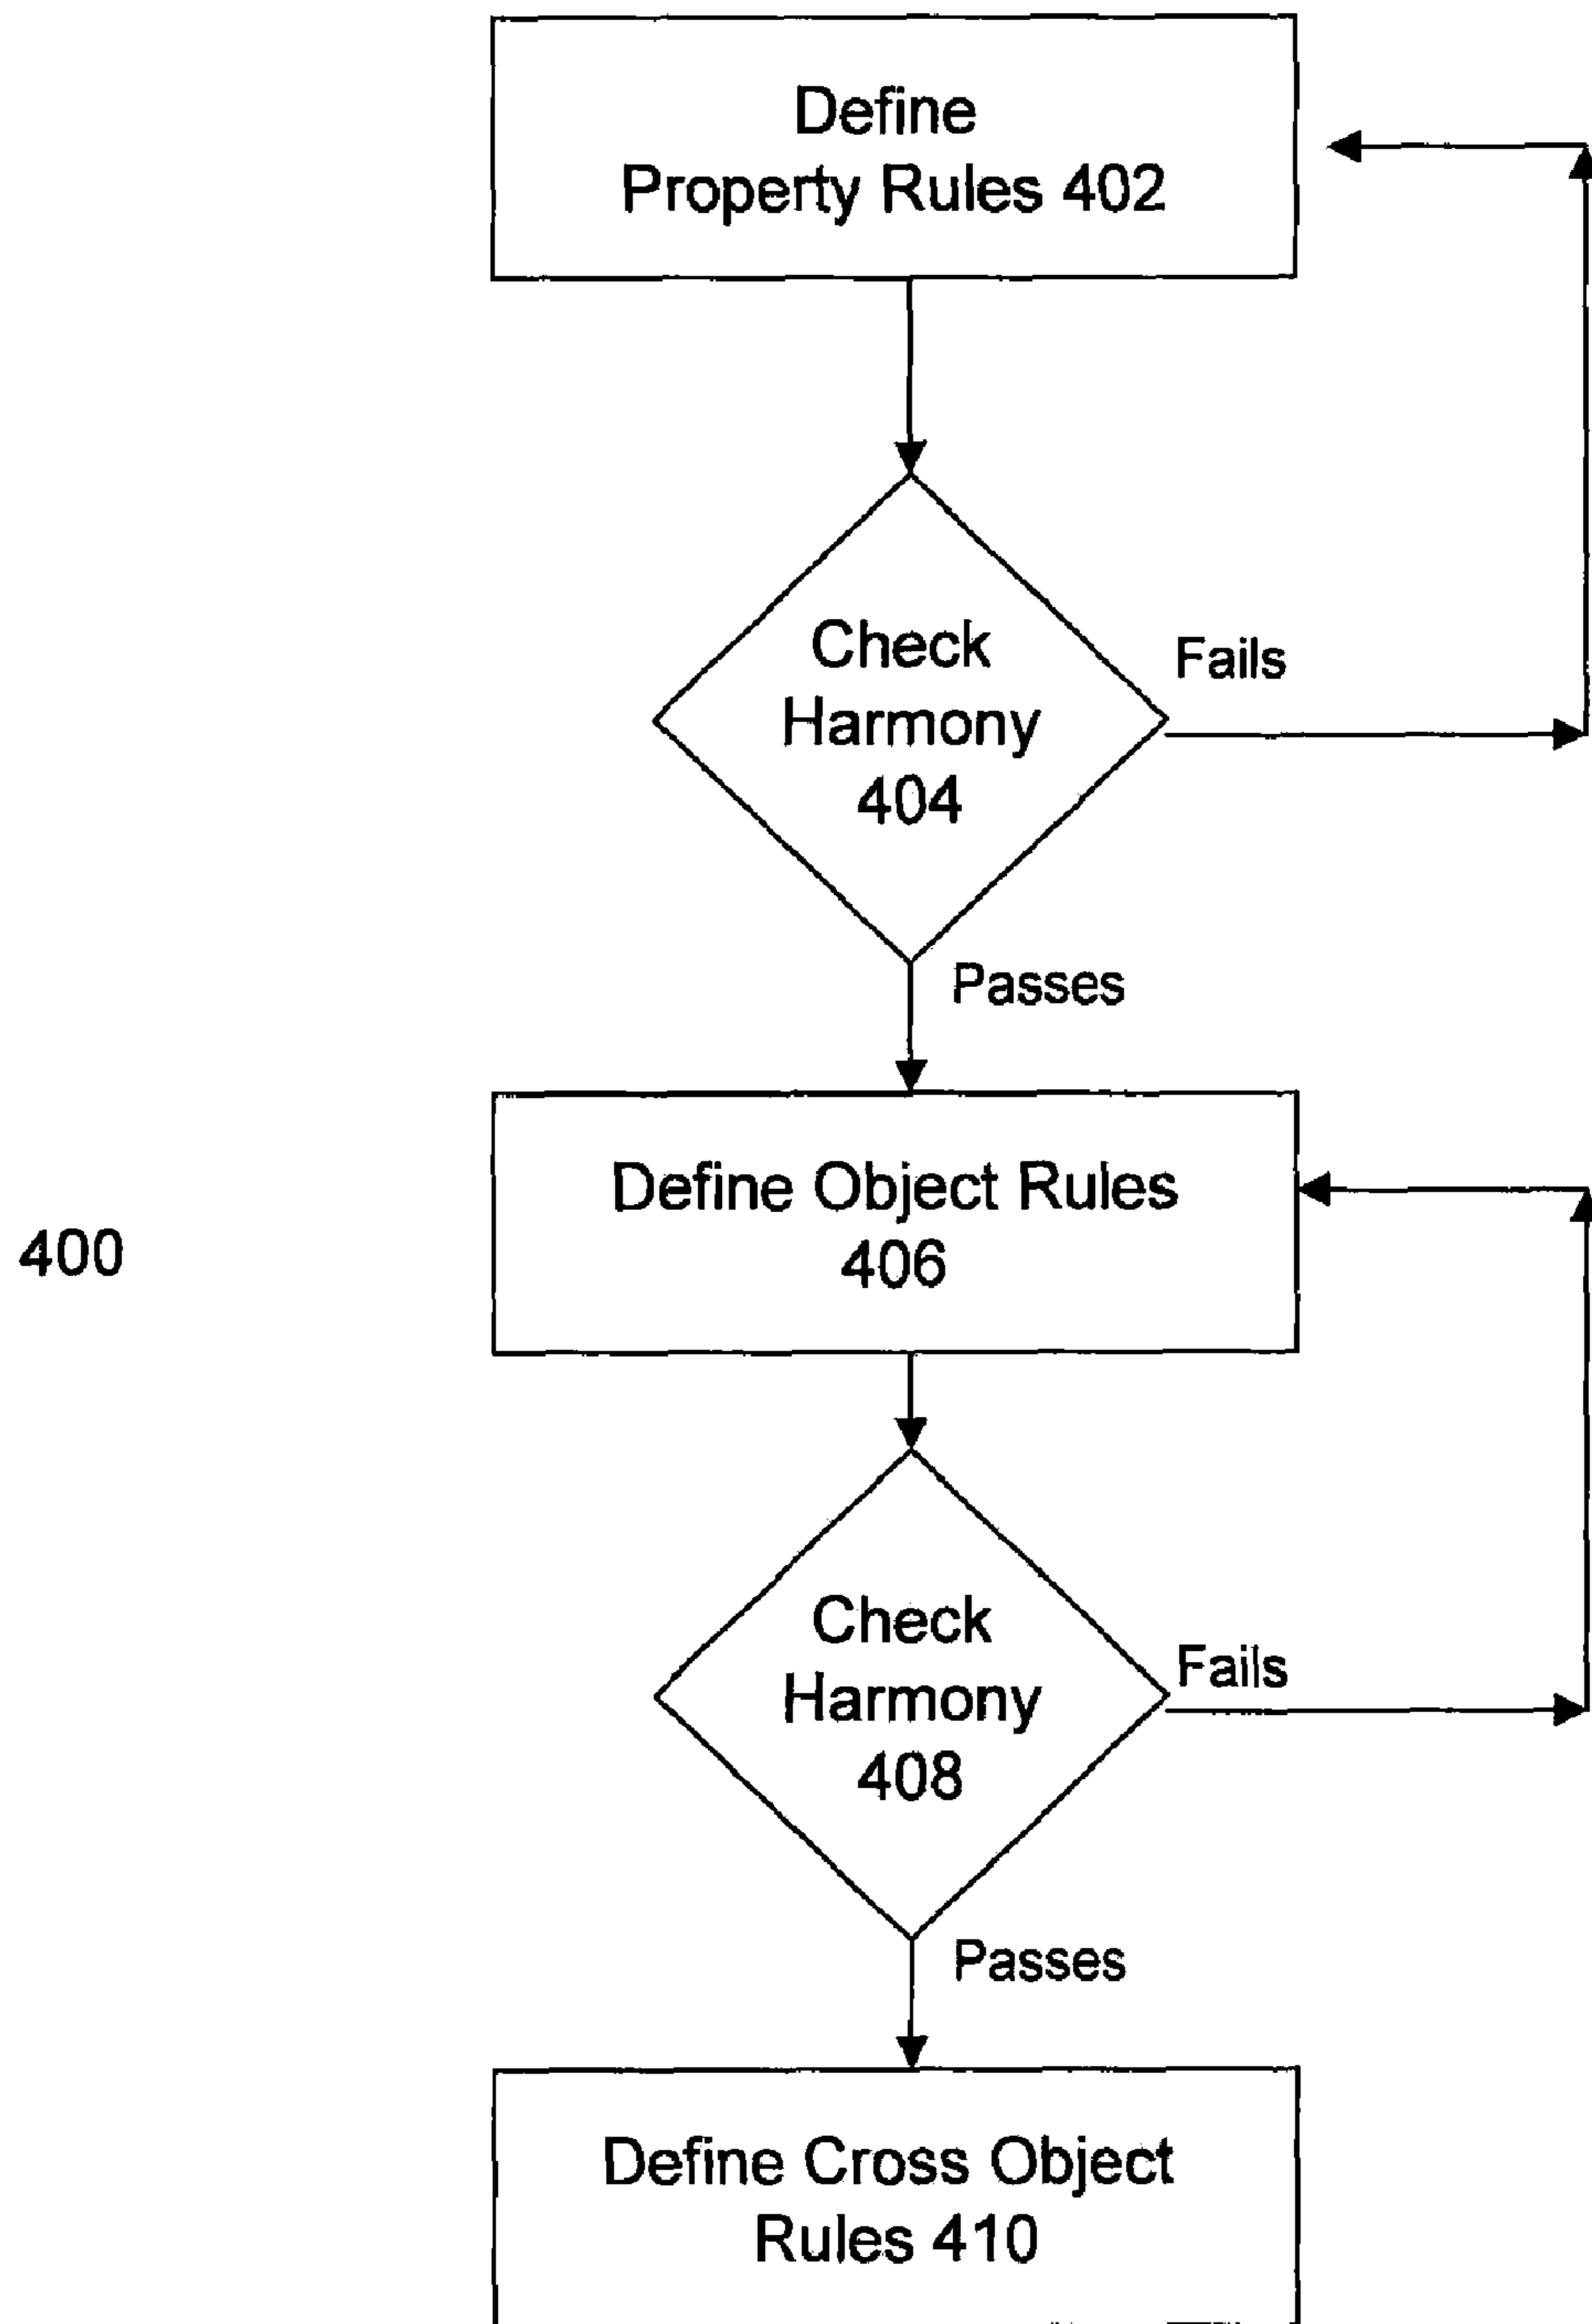 Define
Property Rules 402
Check
Harmony
404
Fails
Passes
Define Object Rules
406
400
Check
Harmony
408
Fails
Passes
Define Cross Object
Rules 410